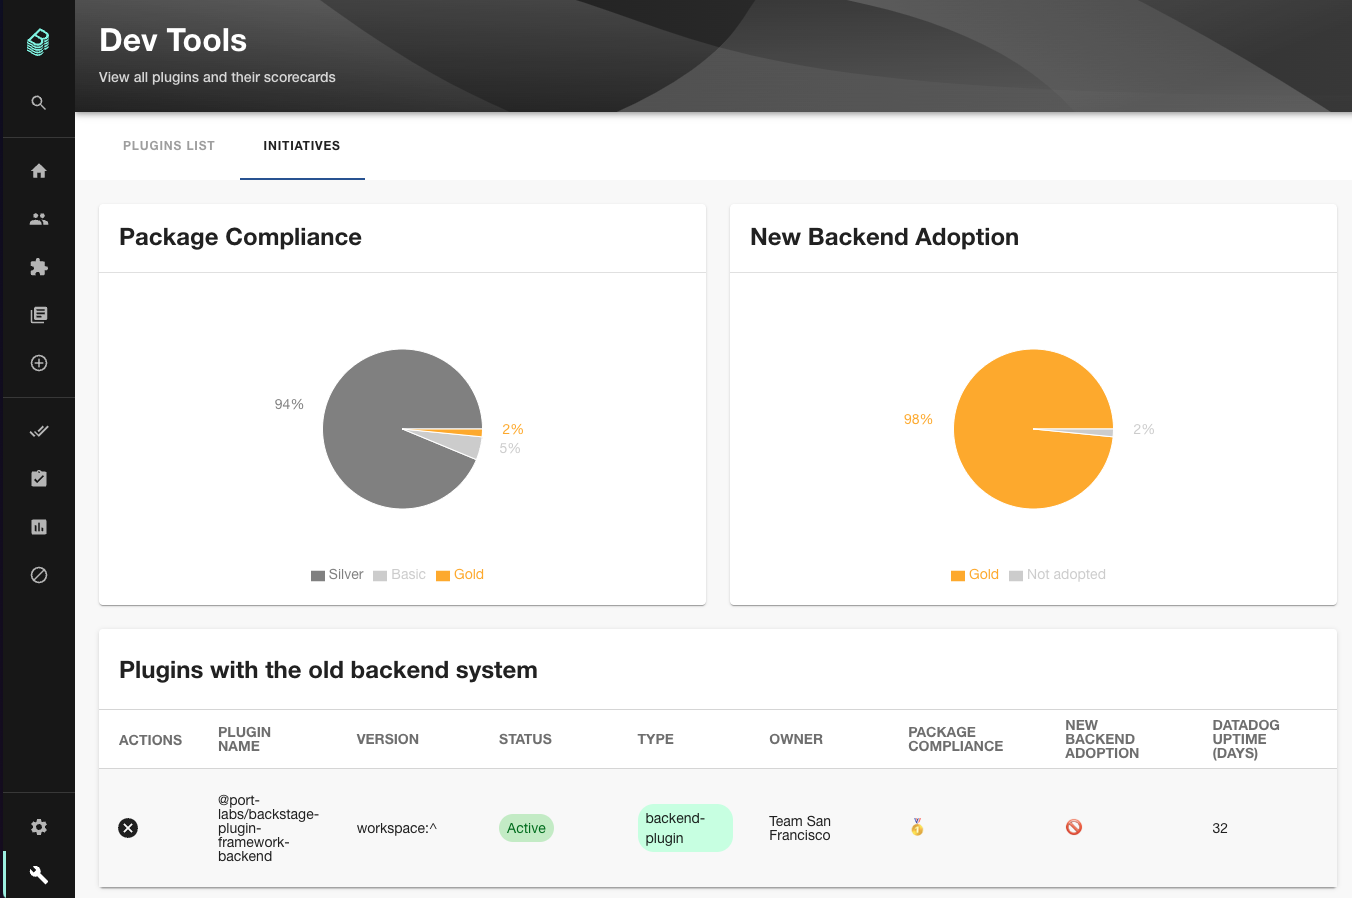 Dev Tools
View all plugins and their scorecards
PLUGINS LIST
INITIATIVES
Package Compliance
94%
2%
5%
Silver
Basic
Gold
New Backend Adoption
98%
2%
Gold
Not adopted
Plugins with the old backend system
ACTIONS
PLUGIN
NAME
VERSION
STATUS
TYPE
OWNER
PACKAGE
COMPLIANCE
NEW
BACKEND
ADOPTION
DATADOG
UPTIME
(DAYS)
@port-
labs/backstage-
plugin-
framework-
backend
workspace:^
Active
backend-
plugin
Team San
Francisco
32